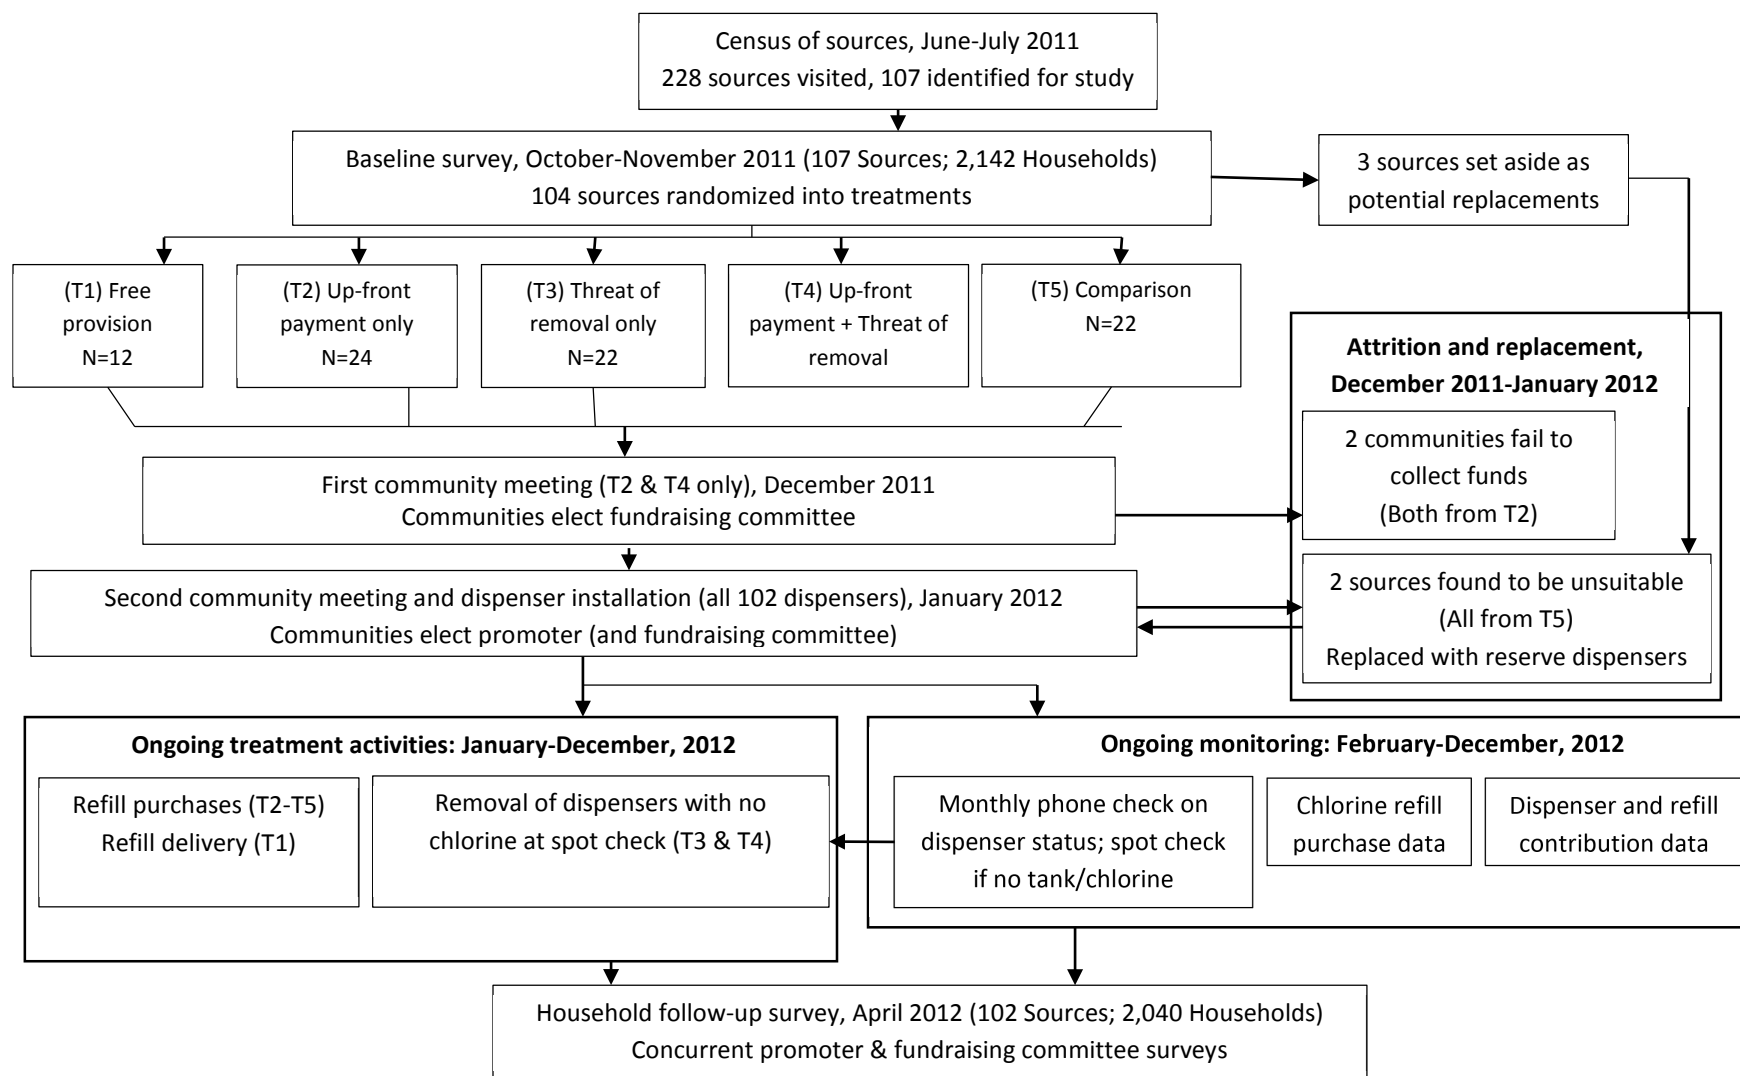 Census of sources, June-July 2011
228 sources visited, 107 identified for study
Baseline survey, October-November 2011 (107 Sources; 2,142 Households)
104 sources randomized into treatments
3 sources set aside as
potential replacements
(T1) Free
provision
N=12
(T2) Up-front
payment only
N=24
(T3) Threat of
removal only
N=22
(T4) Up-front
payment + Threat of
removal
(T5) Comparison
N=22
Attrition and replacement,
December 2011-January 2012
2 communities fail to
collect funds
(Both from T2)
First community meeting (T2 & T4 only), December 2011
Communities elect fundraising committee
Second community meeting and dispenser installation (all 102 dispensers), January 2012
Communities elect promoter (and fundraising committee)
2 sources found to be unsuitable
(All from T5)
Replaced with reserve dispensers
Ongoing treatment activities: January-December, 2012
Refill purchases (T2-T5)
Refill delivery (T1)
Removal of dispensers with no
chlorine at spot check (T3 & T4)
Ongoing monitoring: February-December, 2012
Monthly phone check on
dispenser status; spot check
if no tank/chlorine
Chlorine refill
purchase data
Dispenser and refill
contribution data
Household follow-up survey, April 2012 (102 Sources; 2,040 Households)
Concurrent promoter & fundraising committee surveys